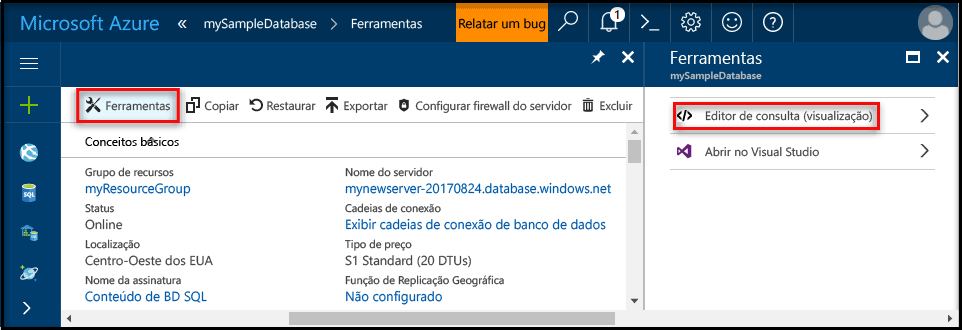 Microsoft Azure « mySampleDatabase > Ferramentas Relatar um bug 1
Ferramentas
mySampleDatabase
Ferramentas Copiar Restaurar Exportar Configurar firewall do servidor Excluir
Conceitos básicos
Grupo de recursos
myResourceGroup
Status
Online
Localização
Centro-Oeste dos EUA
Nome da assinatura
Conteúdo de BD SQL
Nome do servidor
mynewserver-20170824.database.windows.net
Cadeias de conexão
Exibir cadeias de conexão de banco de dados
Tipo de preço
S1 Standard (20 DTUs)
Função de Replicação Geográfica
Não configurado
Editor de consulta (visualização)
Abrir no Visual Studio
SQL